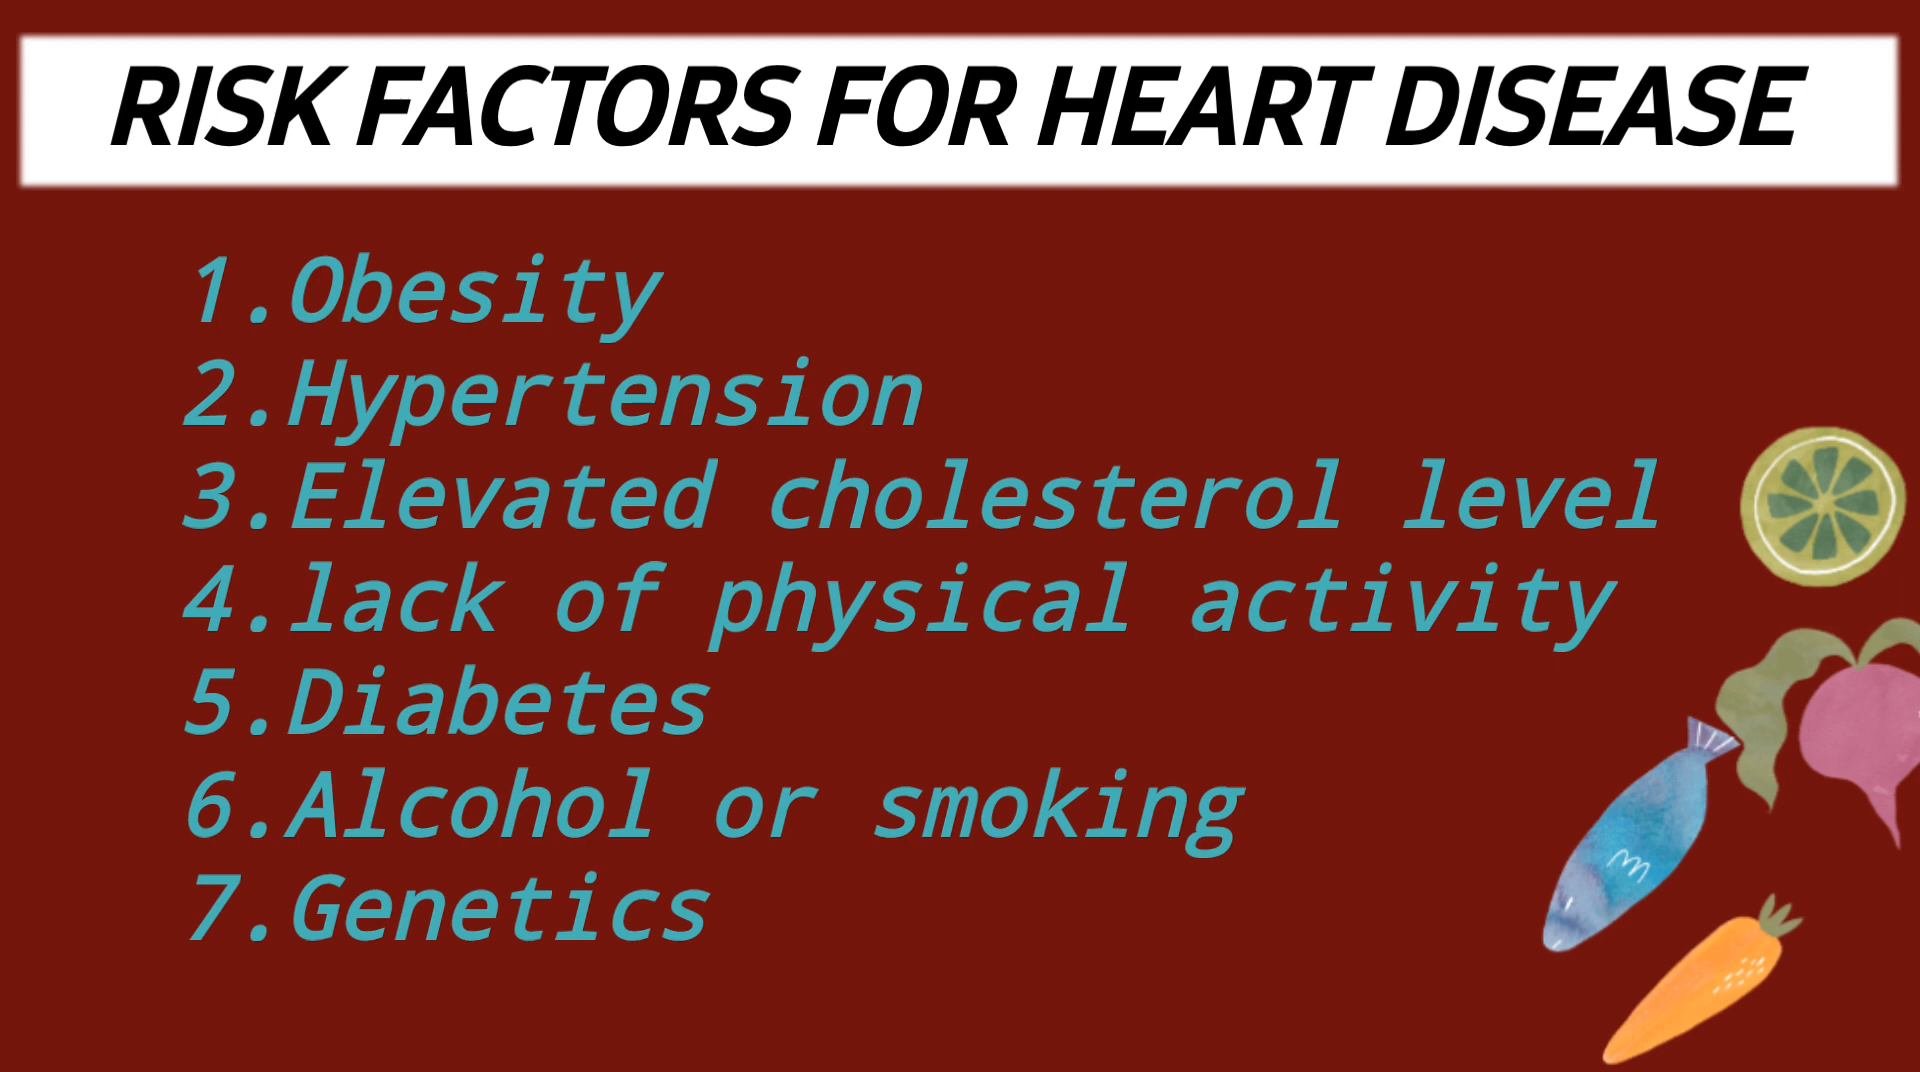 RISK FACTORS FOR HEART DISEASE
1.Obesity
2.Hypertension
3.Elevated cholesterol level
4.lack of physical activity
5.Diabetes
6.Alcohol or smoking
7.Genetics